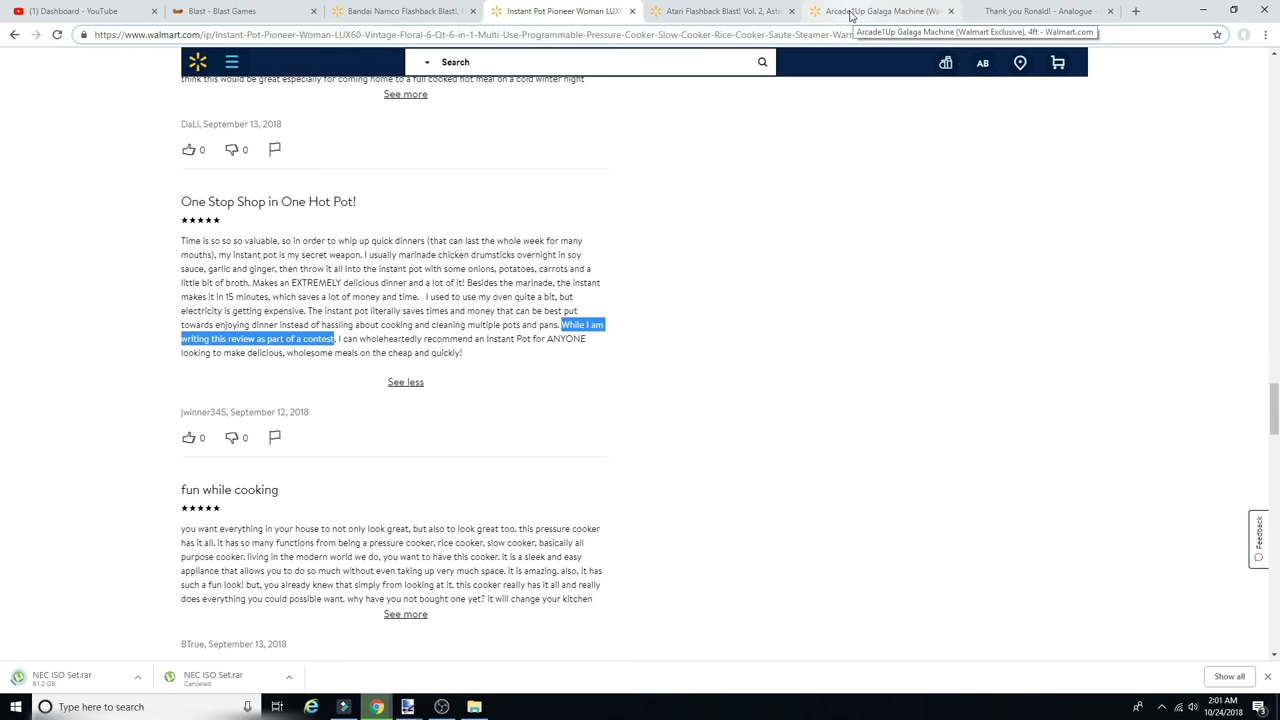 (1) Dashboard - YouTube
Blast - Blast Games
Bandai Namco Flashback Blast!,
Instant Pot Pioneer Woman LUX6
Atari Flashback Blast! Vol. 2, Aste
Arcade1Up Galaga Machine (Wal
Thank you Ronald! - Analogue -
https://www.walmart.com/ip/Instant-Pot-Pioneer-Woman-LUX60-Vintage-Floral-6-Qt-6-in-1-Multi-Use-Programmable-Pressure-Cooker-Slow-Cooker-Rice-Cooker-Saute-Steamer-Warm
Arcade1Up Galaga Machine (Walmart Exclusive), 4ft - Walmart.com
Search
AB
think this would be great especially for coming home to a full cooked hot meal on a cold winter night
See more
DaLi, September 13, 2018
0
0
One Stop Shop in One Hot Pot!
★★★★★
Time is so so so valuable, so in order to whip up quick dinners (that can last the whole week for many
mouths), my instant pot is my secret weapon. I usually marinade chicken drumsticks overnight in soy
sauce, garlic and ginger, then throw it all into the instant pot with some onions, potatoes, carrots and a
little bit of broth. Makes an EXTREMELY delicious dinner and a lot of it! Besides the marinade, the instant
makes it in 15 minutes, which saves a lot of money and time. I used to use my oven quite a bit, but
electricity is getting expensive. The instant pot literally saves times and money that can be best put
towards enjoying dinner instead of hassling about cooking and cleaning multiple pots and pans. While I am
writing this review as part of a contest, I can wholeheartedly recommend an Instant Pot for ANYONE
looking to make delicious, wholesome meals on the cheap and quickly!
See less
jwinner345, September 12, 2018
0
0
fun while cooking
★★★★★
you want everything in your house to not only look great, but also to look great too. this pressure cooker
has it all. it has so many functions from being a pressure cooker, rice cooker, slow cooker, basically all
purpose cooker. living in the modern world we do, you want to have this cooker. it is a sleek and easy
appliance that allows you to do so much without even taking up very much space. it is amazing. also, it has
such a fun look! but, you already knew that simply from looking at it. this cooker really has it all and really
does everything you could possible want. why have you not bought one yet? it will change your kitchen
See more
BTrue, September 13, 2018
Feedback
NEC ISO Set.rar
61.2 GB
NEC ISO Set.rar
Canceled
Show all
Type here to search
2:01 AM
10/24/2018